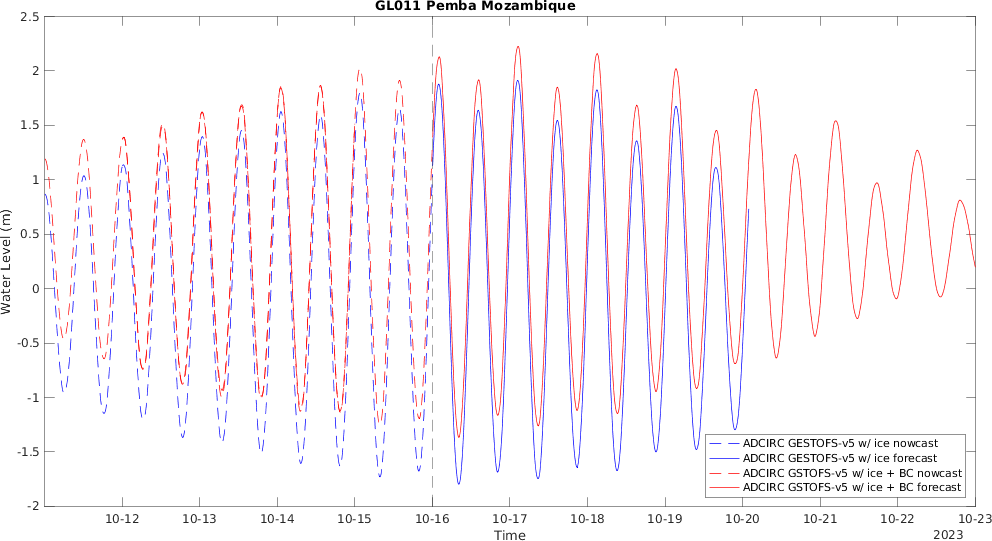 GL011 Pemba Mozambique
Water Level (m)
2.5
2
1.5
1
0.5
0
-0.5
-1
-1.5
-2
ADCIRC GESTOFS-v5 w/ ice nowcast
ADCIRC GESTOFS-v5 w/ ice forecast
ADCIRC GSTOFS-v5 w/ ice + BC nowcast
ADCIRC GSTOFS-v5 w/ ice + BC forecast
10-12 10-13 10-14 10-15 10-16 10-17 10-18 10-19 10-20 10-21 10-22 10-23
Time
2023